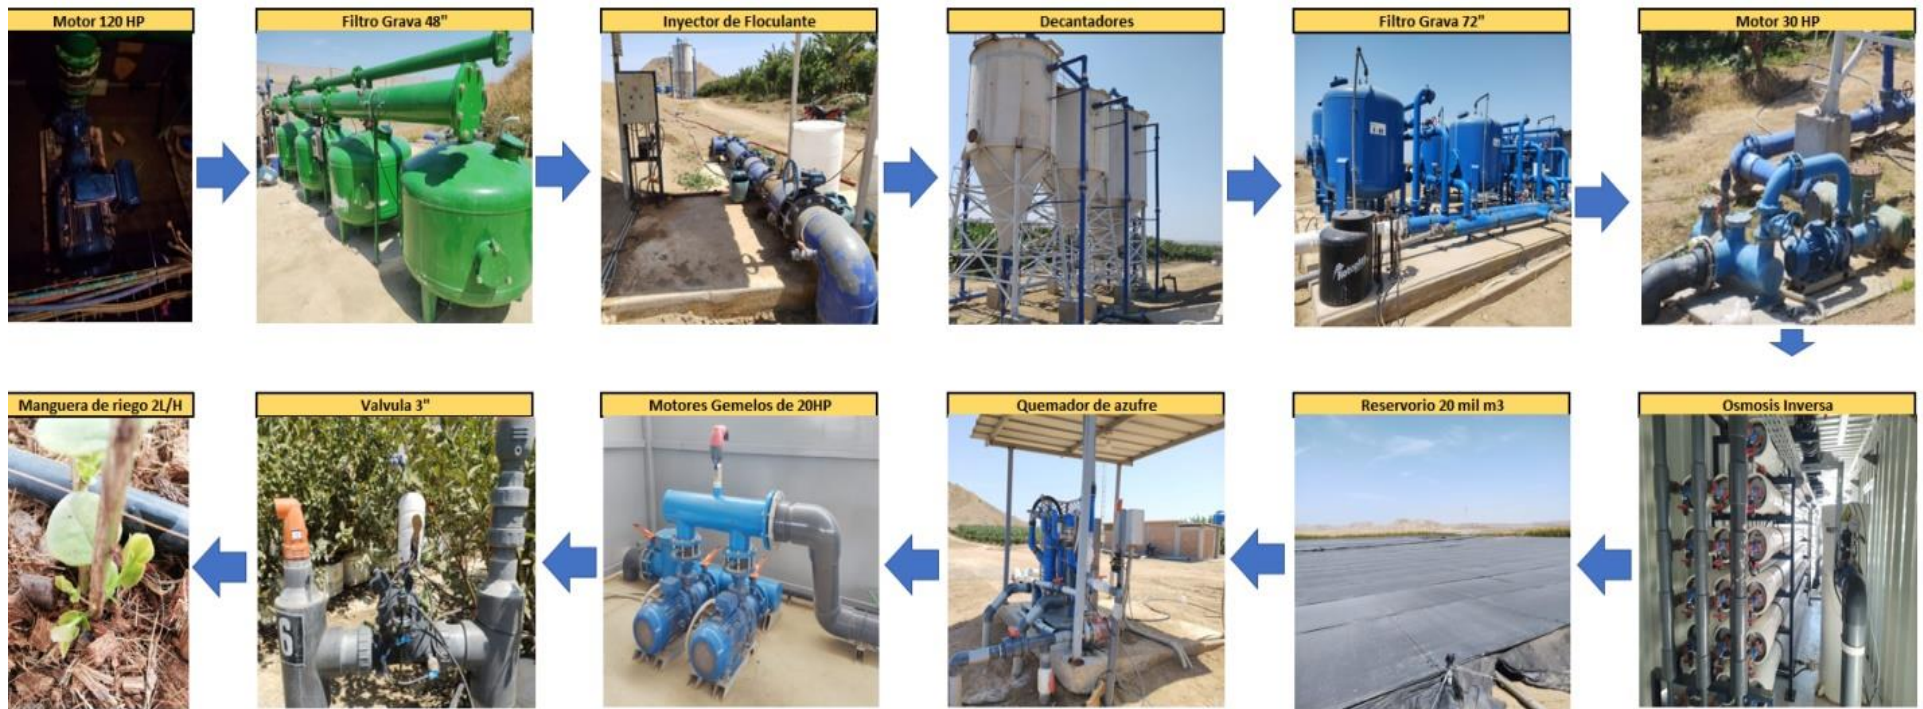 Motor 120 HP
Filtro Grava 48"
Inyector de Floculante
Decantadores
Filtro Grava 72"
Motor 30 HP
Rotoplas
Manguera de riego 2L/H
Valvula 3"
Motores Gemelos de 20HP
Quemador de azufre
Reservorio 20 mil m3
Osmosis Inversa
6